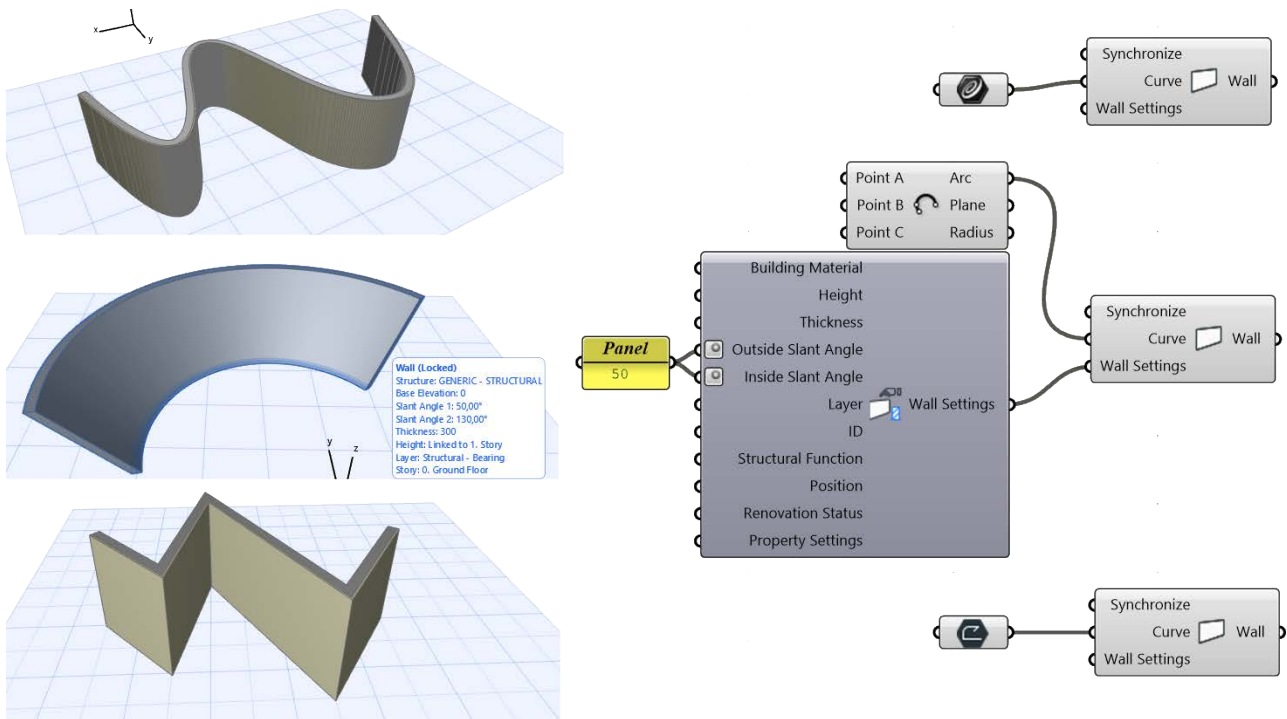 x
y
Wall (Locked)
Structure: GENERIC - STRUCTURAL
Base Elevation: 0
Slant Angle 1: 50,00°
Slant Angle 2: 130,00°
Thickness: 300
Height: Linked to 1. Story
Layer: Structural - Bearing
Story: 0. Ground Floor
y z
Synchronize
Curve Wall
Wall Settings
Point A Arc
Point B Plane
Point C Radius
Building Material
Height
Thickness
Outside Slant Angle
Inside Slant Angle
Layer Wall Settings
ID
Structural Function
Position
Renovation Status
Property Settings
Panel
50
Synchronize
Curve Wall
Wall Settings
Synchronize
Curve Wall
Wall Settings